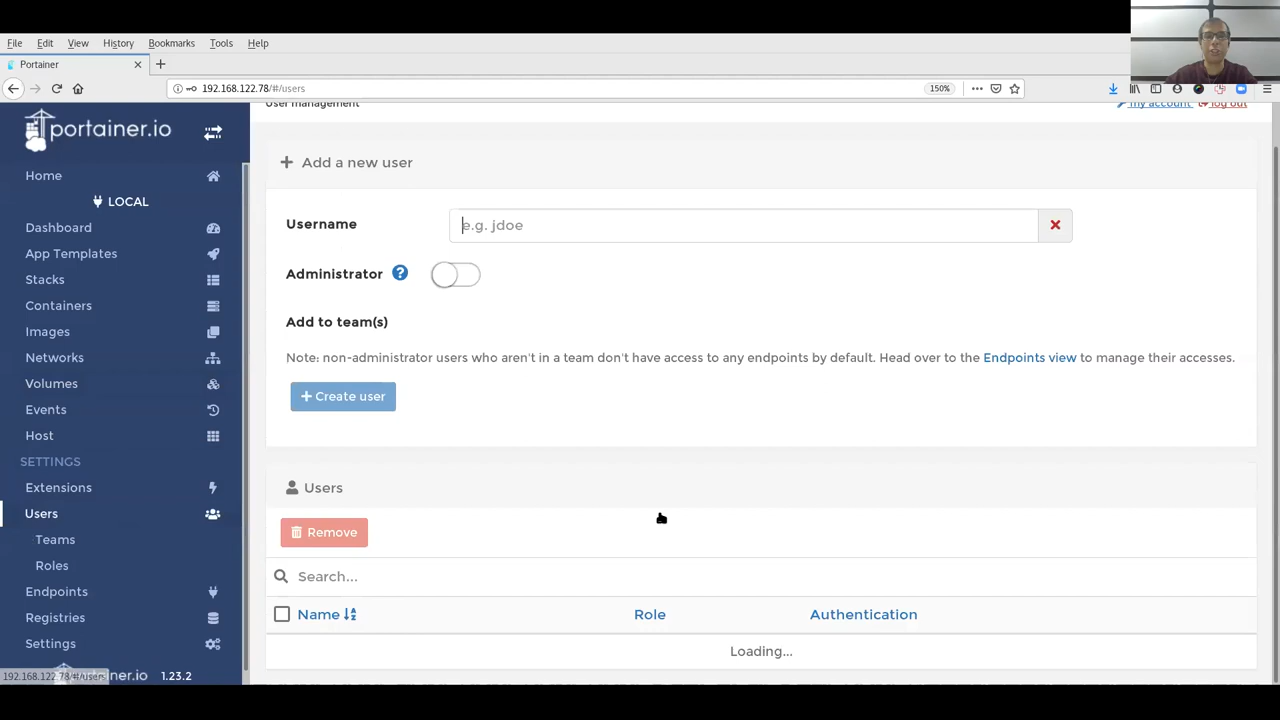 File Edit View History Bookmarks Tools Help
Portainer
192.168.122.78/#/users
150%
portainer.io
User management
my account
log out
Home
LOCAL
Dashboard
App Templates
Stacks
Containers
Images
Networks
Volumes
Events
Host
SETTINGS
Extensions
Users
Teams
Roles
Endpoints
Registries
Settings
192.168.122.78/#/users
iner.io
1.23.2
Add a new user
Username
e.g. jdoe
Administrator
Add to team(s)
Note: non-administrator users who aren't in a team don't have access to any endpoints by default. Head over to the Endpoints view to manage their accesses.
+ Create user
Users
Remove
Search...
Name Role Authentication
Loading...